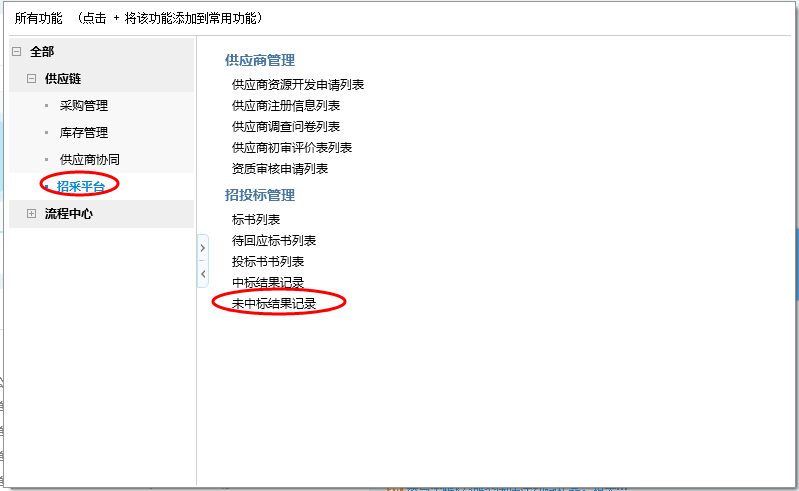 所有功能 （点击 + 将该功能添加到常用功能）
全部
供应链
采购管理
库存管理
供应商协同
招采平台
流程中心
供应商管理
供应商资源开发申请列表
供应商注册信息列表
供应商调查问卷列表
供应商初审评价表列表
资质审核申请列表
招投标管理
标书列表
待回应标书列表
投标书书列表
中标结果记录
未中标结果记录